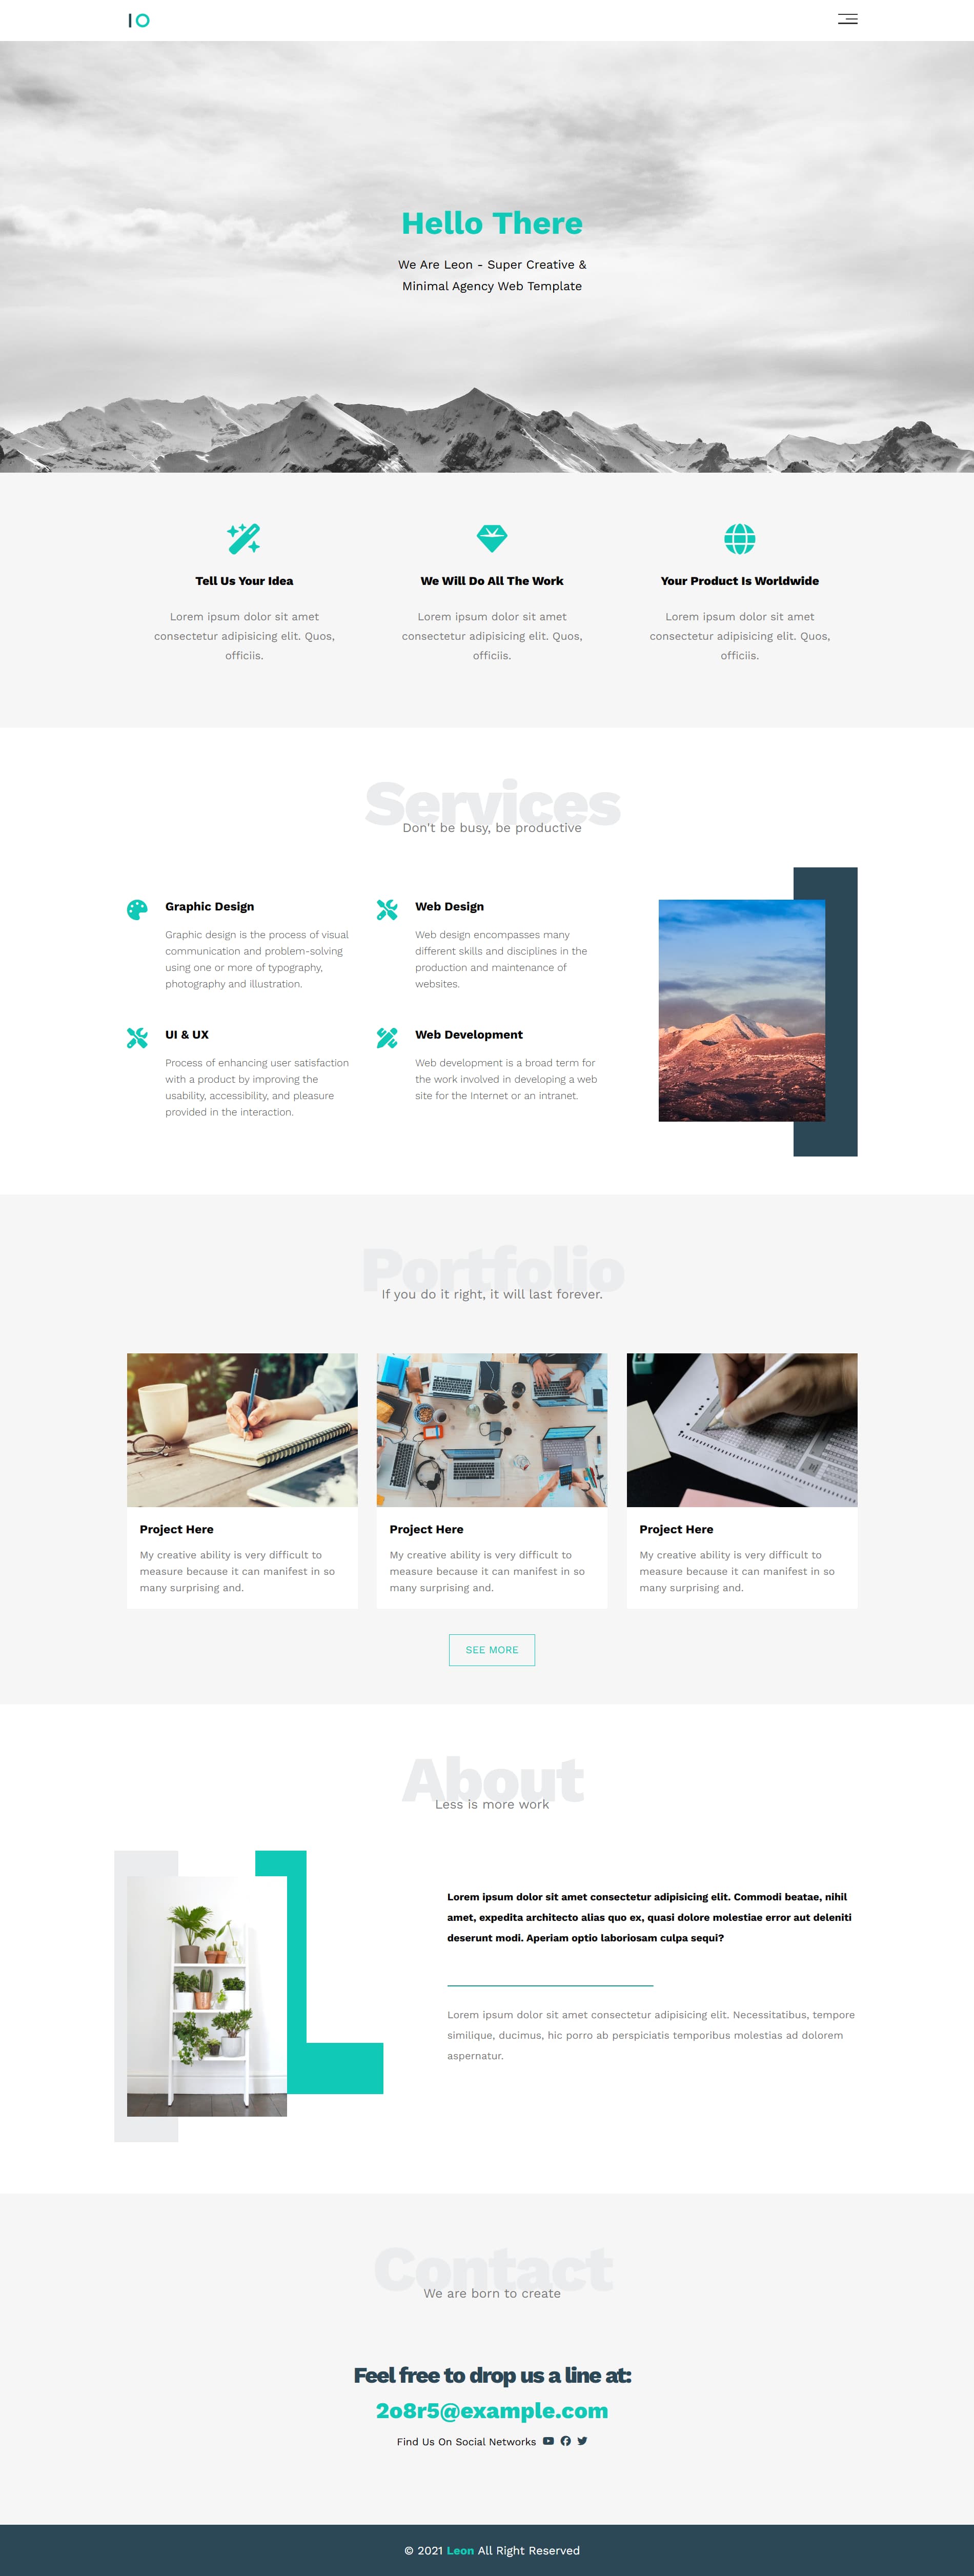 IO
Hello There
We Are Leon - Super Creative &
Minimal Agency Web Template
Tell Us Your Idea
Lorem ipsum dolor sit amet
consectetur adipisicing elit. Quos,
officiis.
We Will Do All The Work
Lorem ipsum dolor sit amet
consectetur adipisicing elit. Quos,
officiis.
Your Product Is Worldwide
Lorem ipsum dolor sit amet
consectetur adipisicing elit. Quos,
officiis.
Services
Don't be busy, be productive
Graphic Design
Graphic design is the process of visual
communication and problem-solving
using one or more of typography,
photography and illustration.
Web Design
Web design encompasses many
different skills and disciplines in the
production and maintenance of
websites.
UI & UX
Process of enhancing user satisfaction
with a product by improving the
usability, accessibility, and pleasure
provided in the interaction.
Web Development
Web development is a broad term for
the work involved in developing a web
site for the Internet or an intranet.
Portfolio
If you do it right, it will last forever.
Project Here
My creative ability is very difficult to
measure because it can manifest in so
many surprising and.
Project Here
My creative ability is very difficult to
measure because it can manifest in so
many surprising and.
Project Here
My creative ability is very difficult to
measure because it can manifest in so
many surprising and.
SEE MORE
About
Less is more work
Lorem ipsum dolor sit amet consectetur adipisicing elit. Commodi beatae, nihil
amet, expedita architecto alias quo ex, quasi dolore molestiae error aut deleniti
deserunt modi. Aperiam optio laboriosam culpa sequi?
Lorem ipsum dolor sit amet consectetur adipisicing elit. Necessitatibus, tempore
similique, ducimus, hic porro ab perspiciatis temporibus molestias ad dolorem
aspernatur.
Contact
We are born to create
Feel free to drop us a line at:
2o8r5@example.com
Find Us On Social Networks
© 2021 Leon All Right Reserved